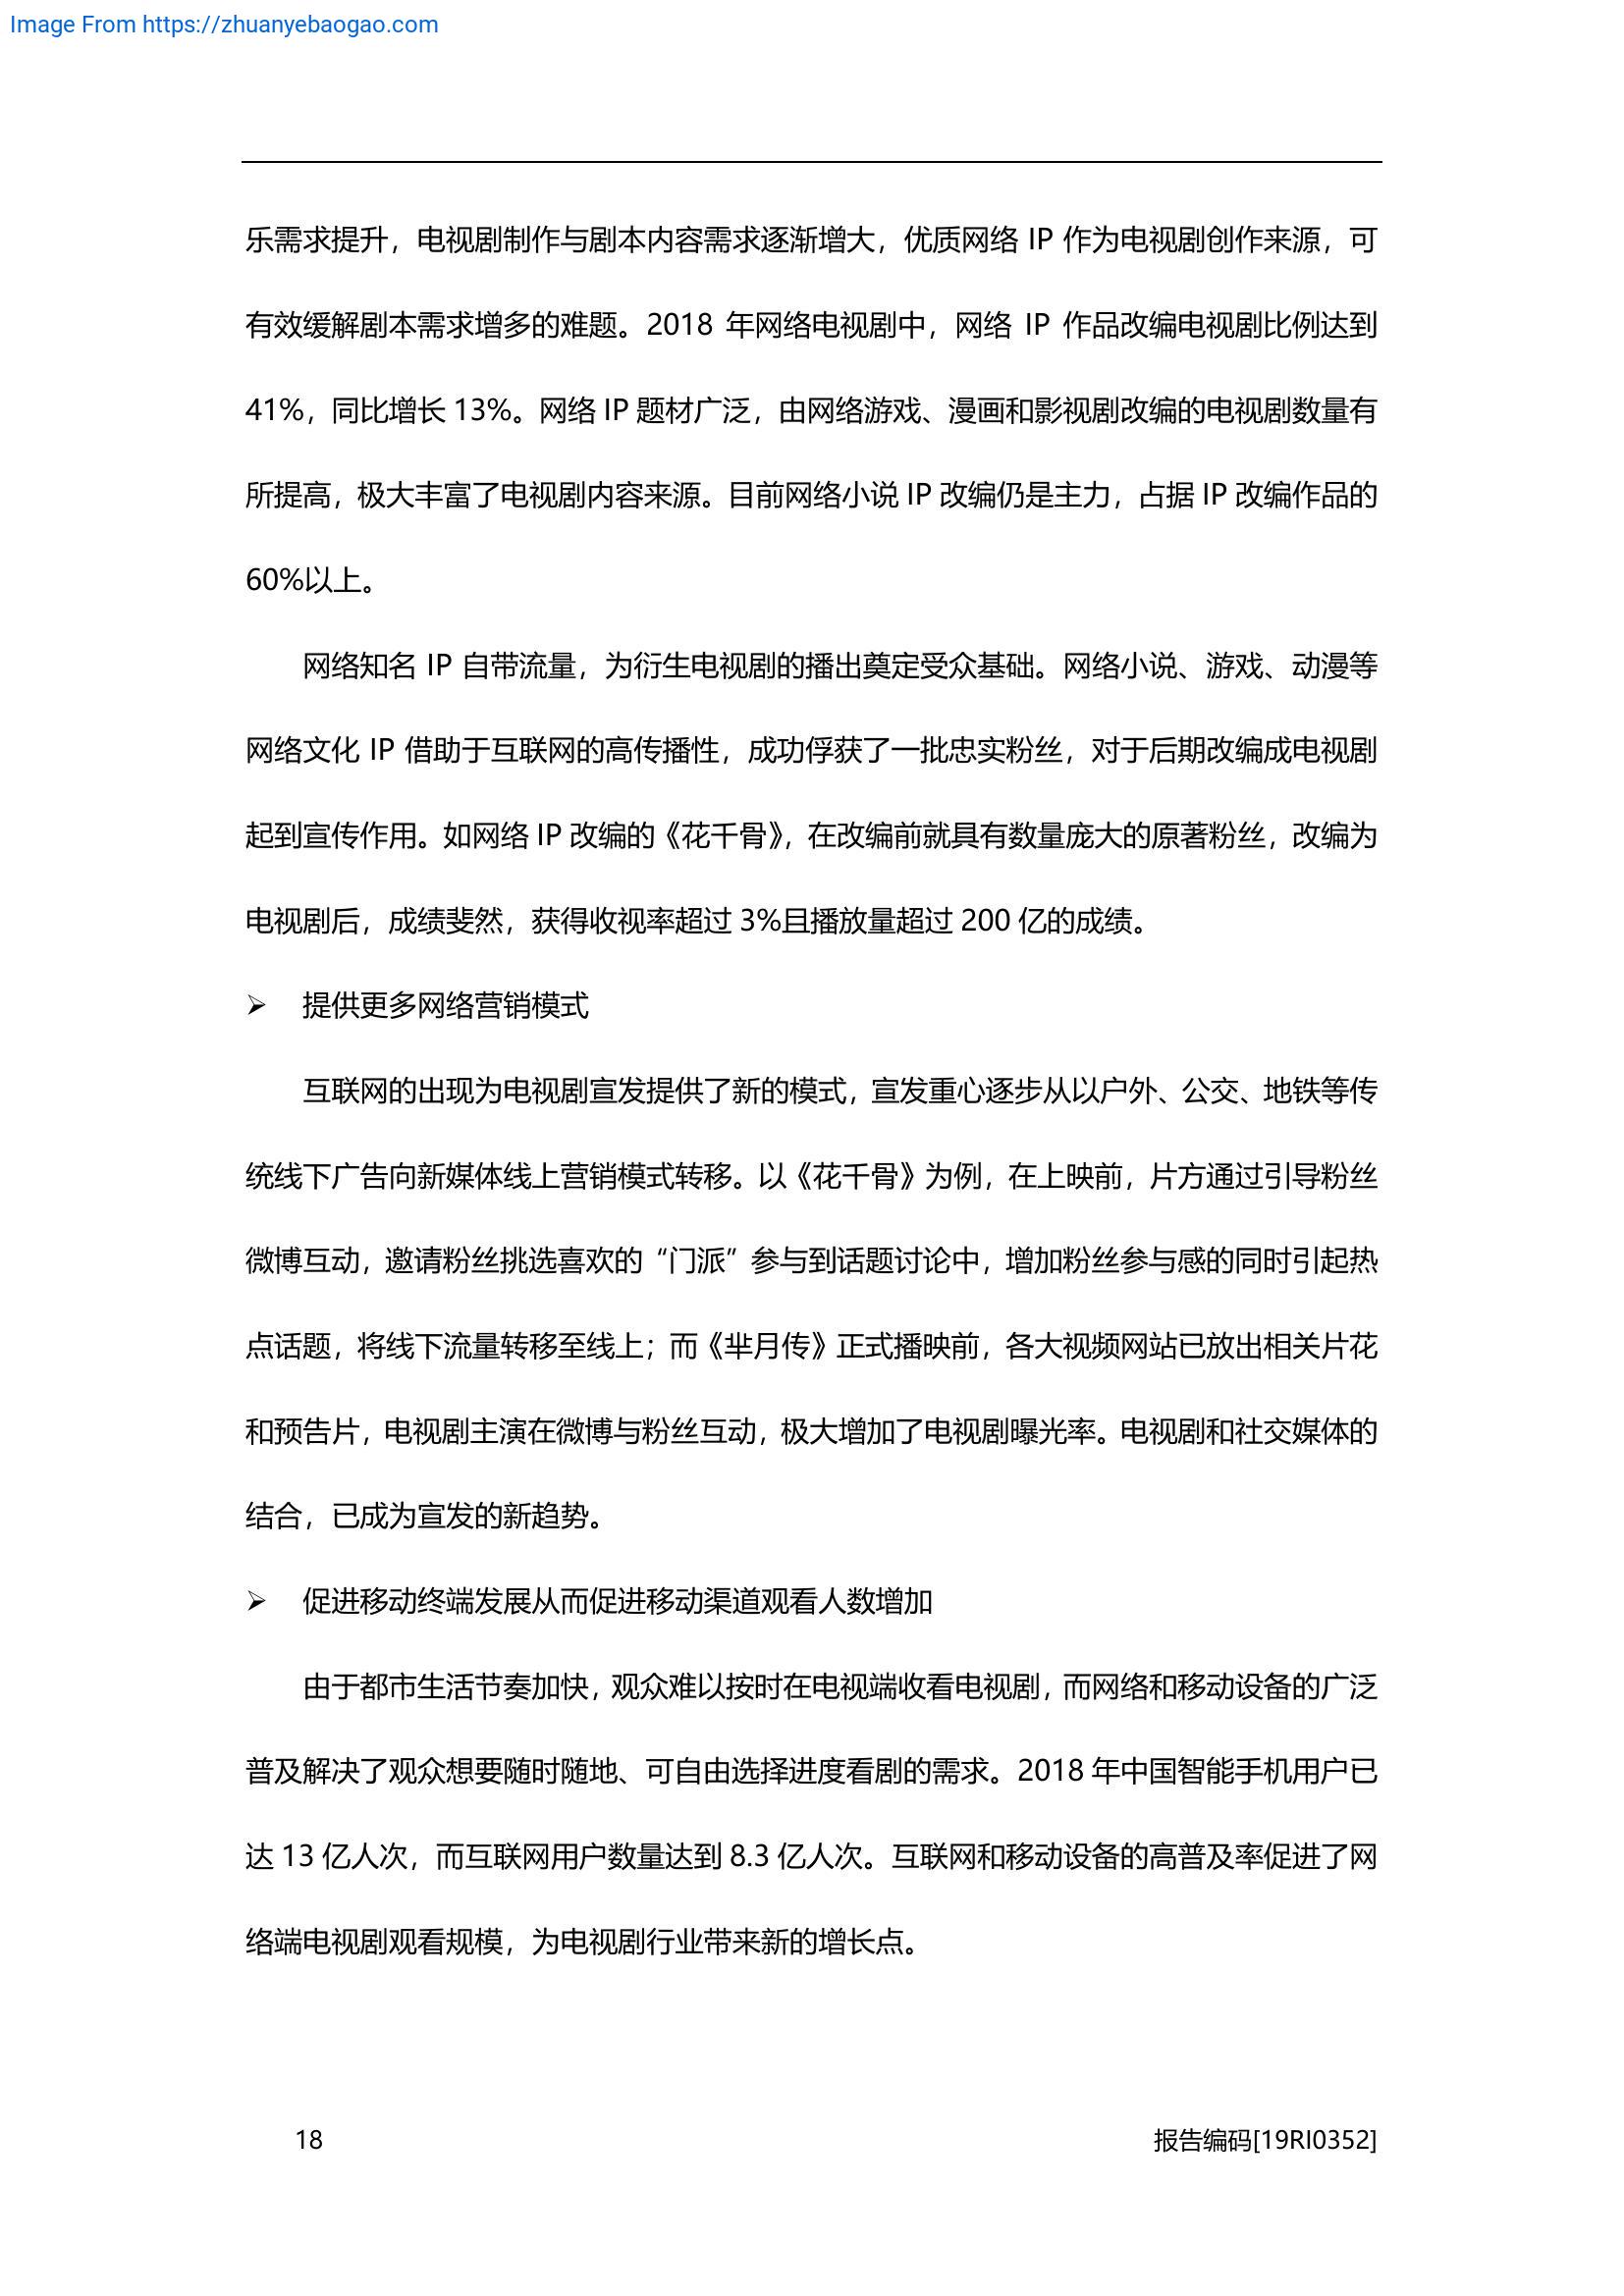 Image From https://zhuanyebaogao.com
乐需求提升，电视剧制作与剧本内容需求逐渐增大，优质网络 IP 作为电视剧创作来源，可
有效缓解剧本需求增多的难题。2018 年网络电视剧中，网络 IP 作品改编电视剧比例达到
41%，同比增长 13%。网络 IP 题材广泛，由网络游戏、漫画和影视剧改编的电视剧数量有
所提高，极大丰富了电视剧内容来源。目前网络小说 IP 改编仍是主力，占据 IP 改编作品的
60%以上。
网络知名 IP 自带流量，为衍生电视剧的播出奠定受众基础。网络小说、游戏、动漫等
网络文化 IP 借助于互联网的高传播性，成功俘获了一批忠实粉丝，对于后期改编成电视剧
起到宣传作用。如网络 IP 改编的《花千骨》，在改编前就具有数量庞大的原著粉丝，改编为
电视剧后，成绩斐然，获得收视率超过 3%且播放量超过 200 亿的成绩。
➢ 提供更多网络营销模式
互联网的出现为电视剧宣发提供了新的模式，宣发重心逐步从以户外、公交、地铁等传
统线下广告向新媒体线上营销模式转移。以《花千骨》为例，在上映前，片方通过引导粉丝
微博互动，邀请粉丝挑选喜欢的“门派”参与到话题讨论中，增加粉丝参与感的同时引起热
点话题，将线下流量转移至线上；而《芈月传》正式播映前，各大视频网站已放出相关片花
和预告片，电视剧主演在微博与粉丝互动，极大增加了电视剧曝光率。电视剧和社交媒体的
结合，已成为宣发的新趋势。
➢ 促进移动终端发展从而促进移动渠道观看人数增加
由于都市生活节奏加快，观众难以按时在电视端收看电视剧，而网络和移动设备的广泛
普及解决了观众想要随时随地、可自由选择进度看剧的需求。2018 年中国智能手机用户已
达 13 亿人次，而互联网用户数量达到 8.3 亿人次。互联网和移动设备的高普及率促进了网
络端电视剧观看规模，为电视剧行业带来新的增长点。
18 报告编码[19RI0352]